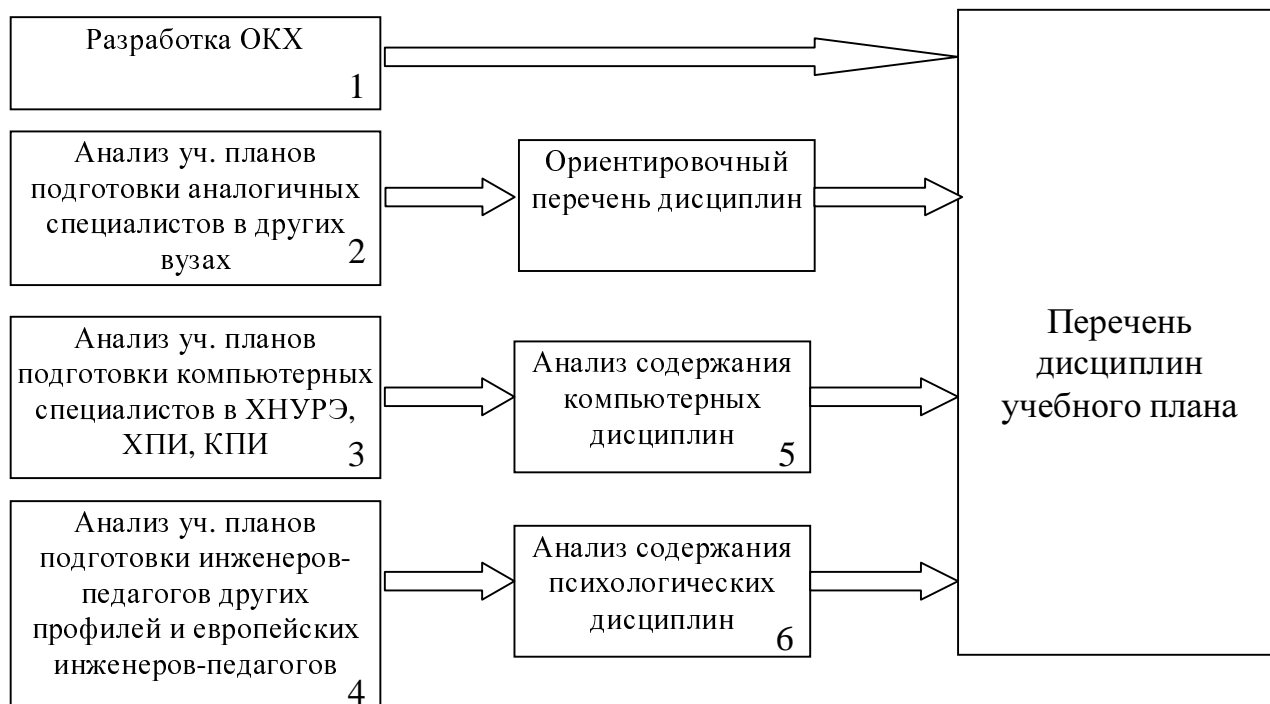 Разработка ОКХ
1
Анализ уч. планов
подготовки аналогичных
специалистов в других
вузах
2
Ориентировочный
перечень дисциплин
Анализ уч. планов
подготовки компьютерных
специалистов в ХНУРЭ,
ХПИ, КПИ
3
Анализ содержания
компьютерных
дисциплин
5
Анализ уч. планов
подготовки инженеров-
педагогов других
профилей и европейских
инженеров-педагогов
4
Анализ содержания
психологических
дисциплин
6
Перечень
дисциплин
учебного плана